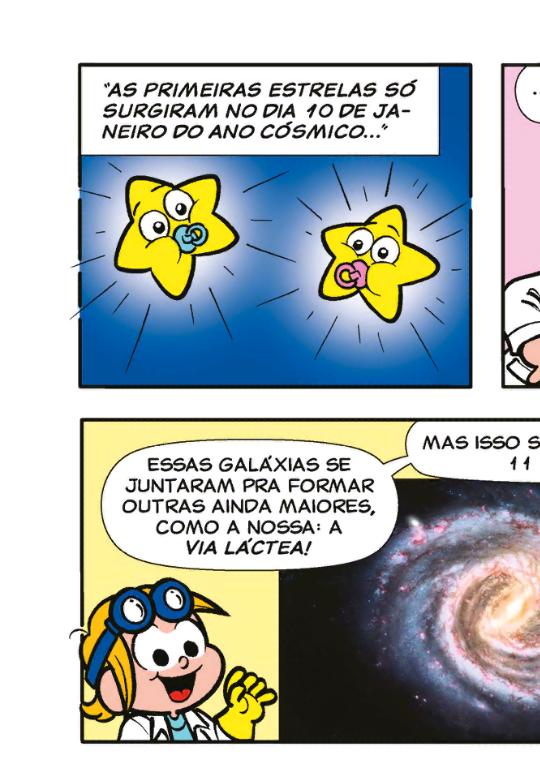 "AS PRIMEIRAS ESTRELAS SÓ
SURGIRAM NO DIA 10 DE JA-
NEIRO DO ANO CÓSMICO..."
ESSAS GALÁXIAS SE
JUNTARAM PRA FORMAR
OUTRAS AINDA MAIORES,
COMO A NOSSA: A
VIA LÁCTEA!
MAS ISSO S
11